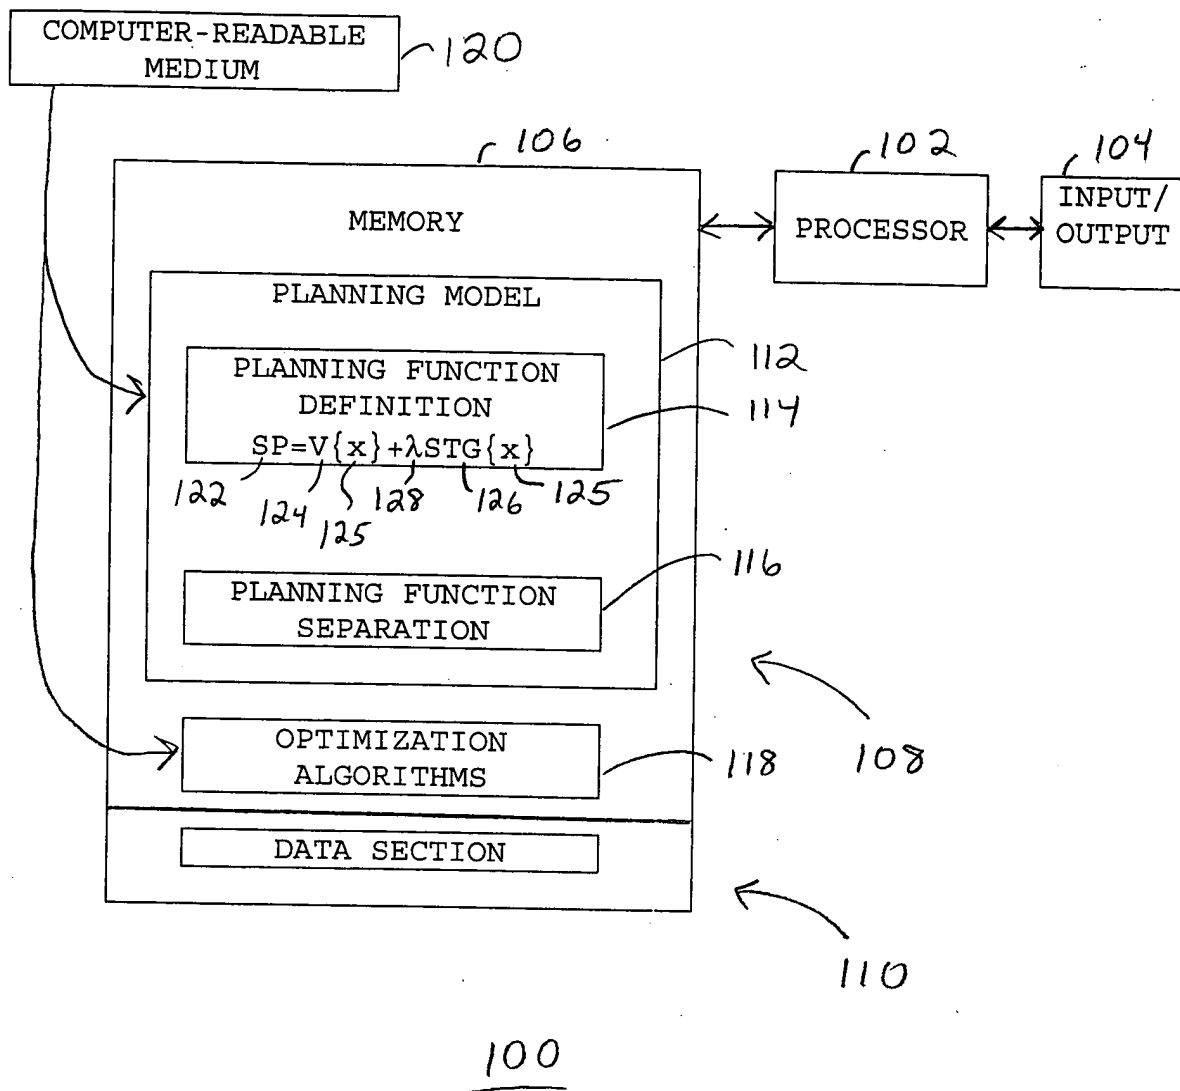 COMPUTER-READABLE
MEDIUM
120
106
102
104
MEMORY
PROCESSOR
INPUT/
OUTPUT
PLANNING MODEL
112
PLANNING FUNCTION
DEFINITION
114
SP=V{x}+λSTG{x}
122
124
125
128
126
125
116
PLANNING FUNCTION
SEPARATION
OPTIMIZATION
ALGORITHMS
118
108
DATA SECTION
110
100